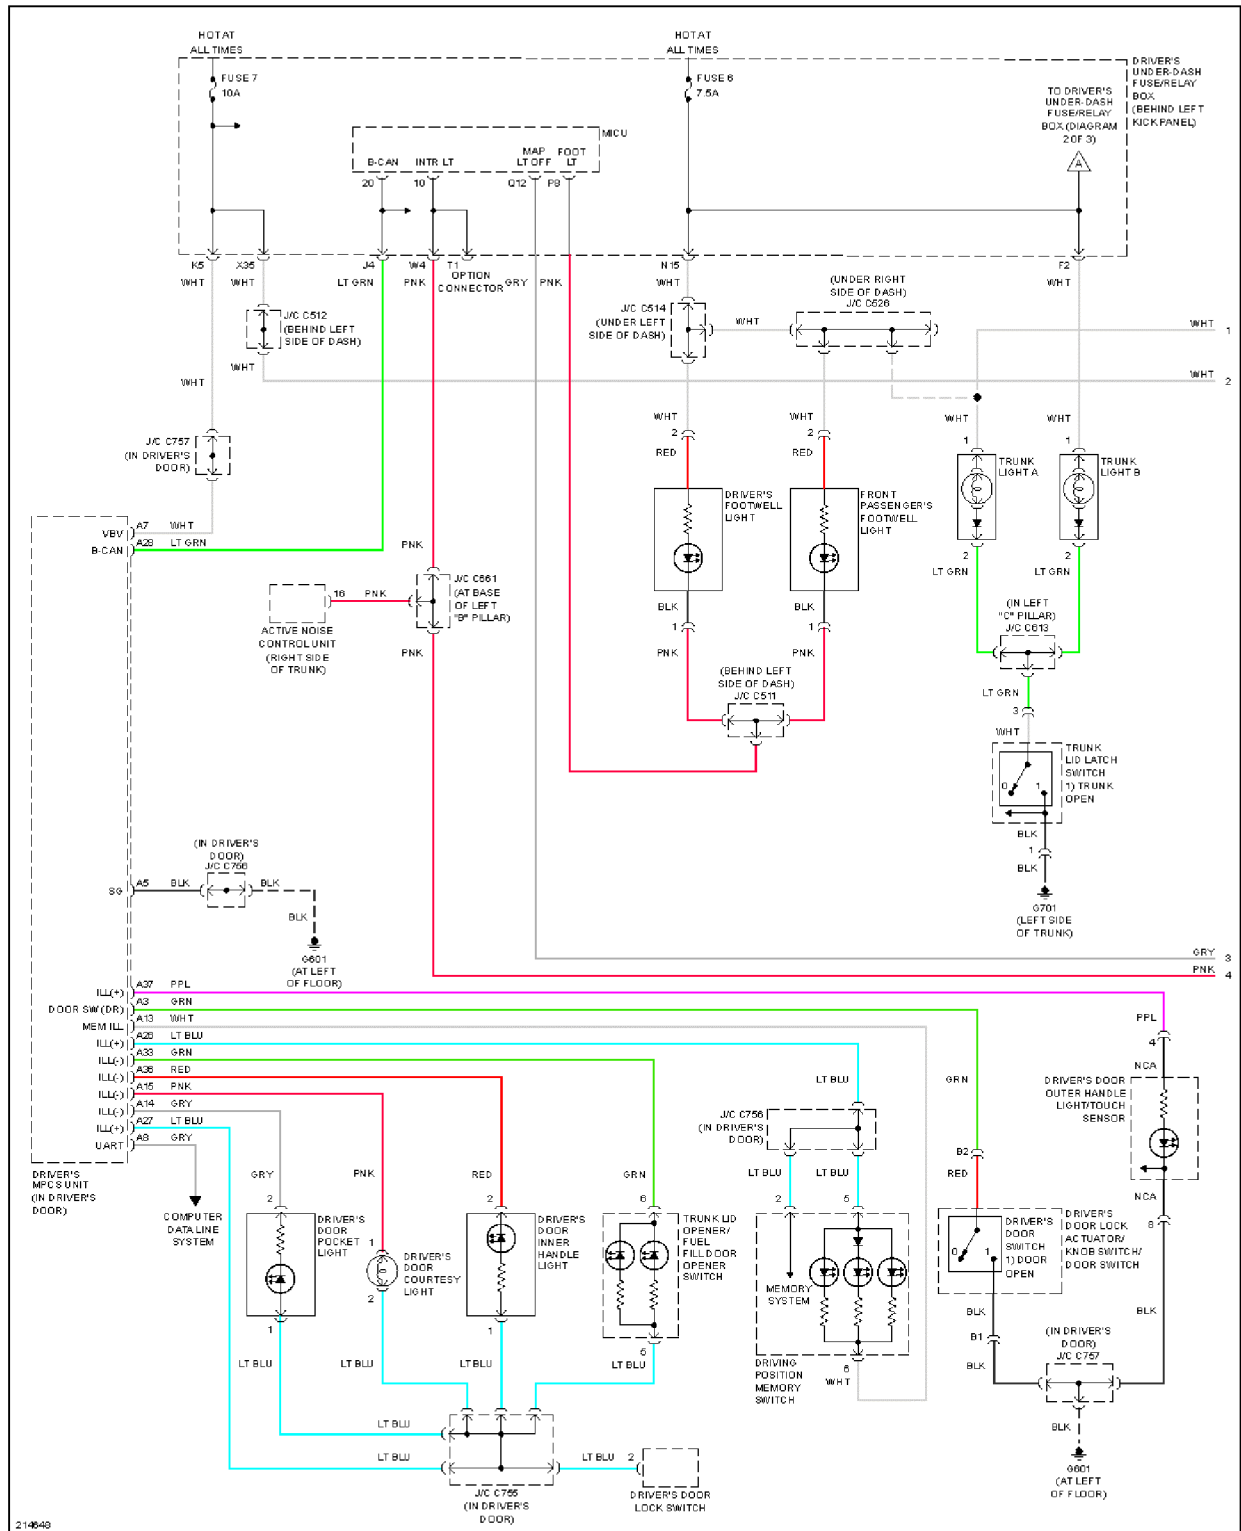 HOT AT
ALL TIMES
HOT AT
ALL TIMES
FUSE 7
10A
FUSE 6
7.5A
TO DRIVER'S
UNDER-DASH
FUSE/RELAY
BOX (DIAGRAM
2 OF 3)
A
DRIVER'S
UNDER-DASH
FUSE/RELAY
BOX
(BEHIND LEFT
KICK PANEL)
MICU
B-CAN
INTR LT
MAP
LT OFF
FOOT
LT
20
10
Q12
P8
K5
X35
J4
W4
T1
N15
F2
OPTION
CONNECTOR
WHT
WHT
LT GRN
PNK
GRY
PNK
WHT
WHT
J/C C512
(BEHIND LEFT
SIDE OF DASH)
J/C C514
(UNDER LEFT
SIDE OF DASH)
WHT
(UNDER RIGHT
SIDE OF DASH)
J/C C526
WHT 1
WHT 2
WHT
WHT
J/C C757
(IN DRIVER'S
DOOR)
WHT
2
RED
WHT
2
RED
WHT
1
WHT
1
TRUNK
LIGHT A
TRUNK
LIGHT B
DRIVER'S
FOOTWELL
LIGHT
FRONT
PASSENGER'S
FOOTWELL
LIGHT
VBV
A7
WHT
B-CAN
A28
LT GRN
PNK
2
LT GRN
2
LT GRN
16
PNK
J/C C661
(AT BASE
OF LEFT
"B" PILLAR)
ACTIVE NOISE
CONTROL UNIT
(RIGHT SIDE
OF TRUNK)
PNK
BLK
1
PNK
BLK
1
PNK
(IN LEFT
"C" PILLAR)
J/C C613
(BEHIND LEFT
SIDE OF DASH)
J/C C511
LT GRN
3
WHT
TRUNK
LID LATCH
SWITCH
1) TRUNK
OPEN
0
1
BLK
1
BLK
G701
(LEFT SIDE
OF TRUNK)
(IN DRIVER'S
DOOR)
J/C C756
SG
A5
BLK
BLK
BLK
G601
(AT LEFT
OF FLOOR)
GRY 3
PNK 4
ILL(+)
A37
PPL
DOOR SW (DR)
A3
GRN
MEM ILL
A13
WHT
ILL(+)
A26
LT BLU
ILL(-)
A33
GRN
ILL(-)
A36
RED
ILL(-)
A15
PNK
ILL(-)
A14
GRY
ILL(+)
A27
LT BLU
UART
A8
GRY
DRIVER'S
MPCS UNIT
(IN DRIVER'S
DOOR)
COMPUTER
DATA LINE
SYSTEM
PPL
4
NCA
DRIVER'S DOOR
OUTER HANDLE
LIGHT/TOUCH
SENSOR
LT BLU
GRN
J/C C756
(IN DRIVER'S
DOOR)
B2
RED
LT BLU
LT BLU
NCA
8
GRY
2
PNK
1
RED
2
GRN
6
2
5
DRIVER'S
DOOR
POCKET
LIGHT
DRIVER'S
DOOR
COURTESY
LIGHT
2
DRIVER'S
DOOR
INNER
HANDLE
LIGHT
TRUNK LID
OPENER/
FUEL
FILL DOOR
OPENER
SWITCH
MEMORY
SYSTEM
DRIVER'S
DOOR
SWITCH
1) DOOR
OPEN
0
1
DRIVER'S
DOOR LOCK
ACTUATOR/
KNOB SWITCH/
DOOR SWITCH
BLK
BLK
B1
BLK
(IN DRIVER'S
DOOR)
J/C C757
1
LT BLU
LT BLU
1
LT BLU
5
LT BLU
DRIVING
POSITION
MEMORY
SWITCH
6
WHT
LT BLU
LT BLU
LT BLU
2
J/C C755
(IN DRIVER'S
DOOR)
DRIVER'S DOOR
LOCK SWITCH
BLK
G601
(AT LEFT
OF FLOOR)
214649